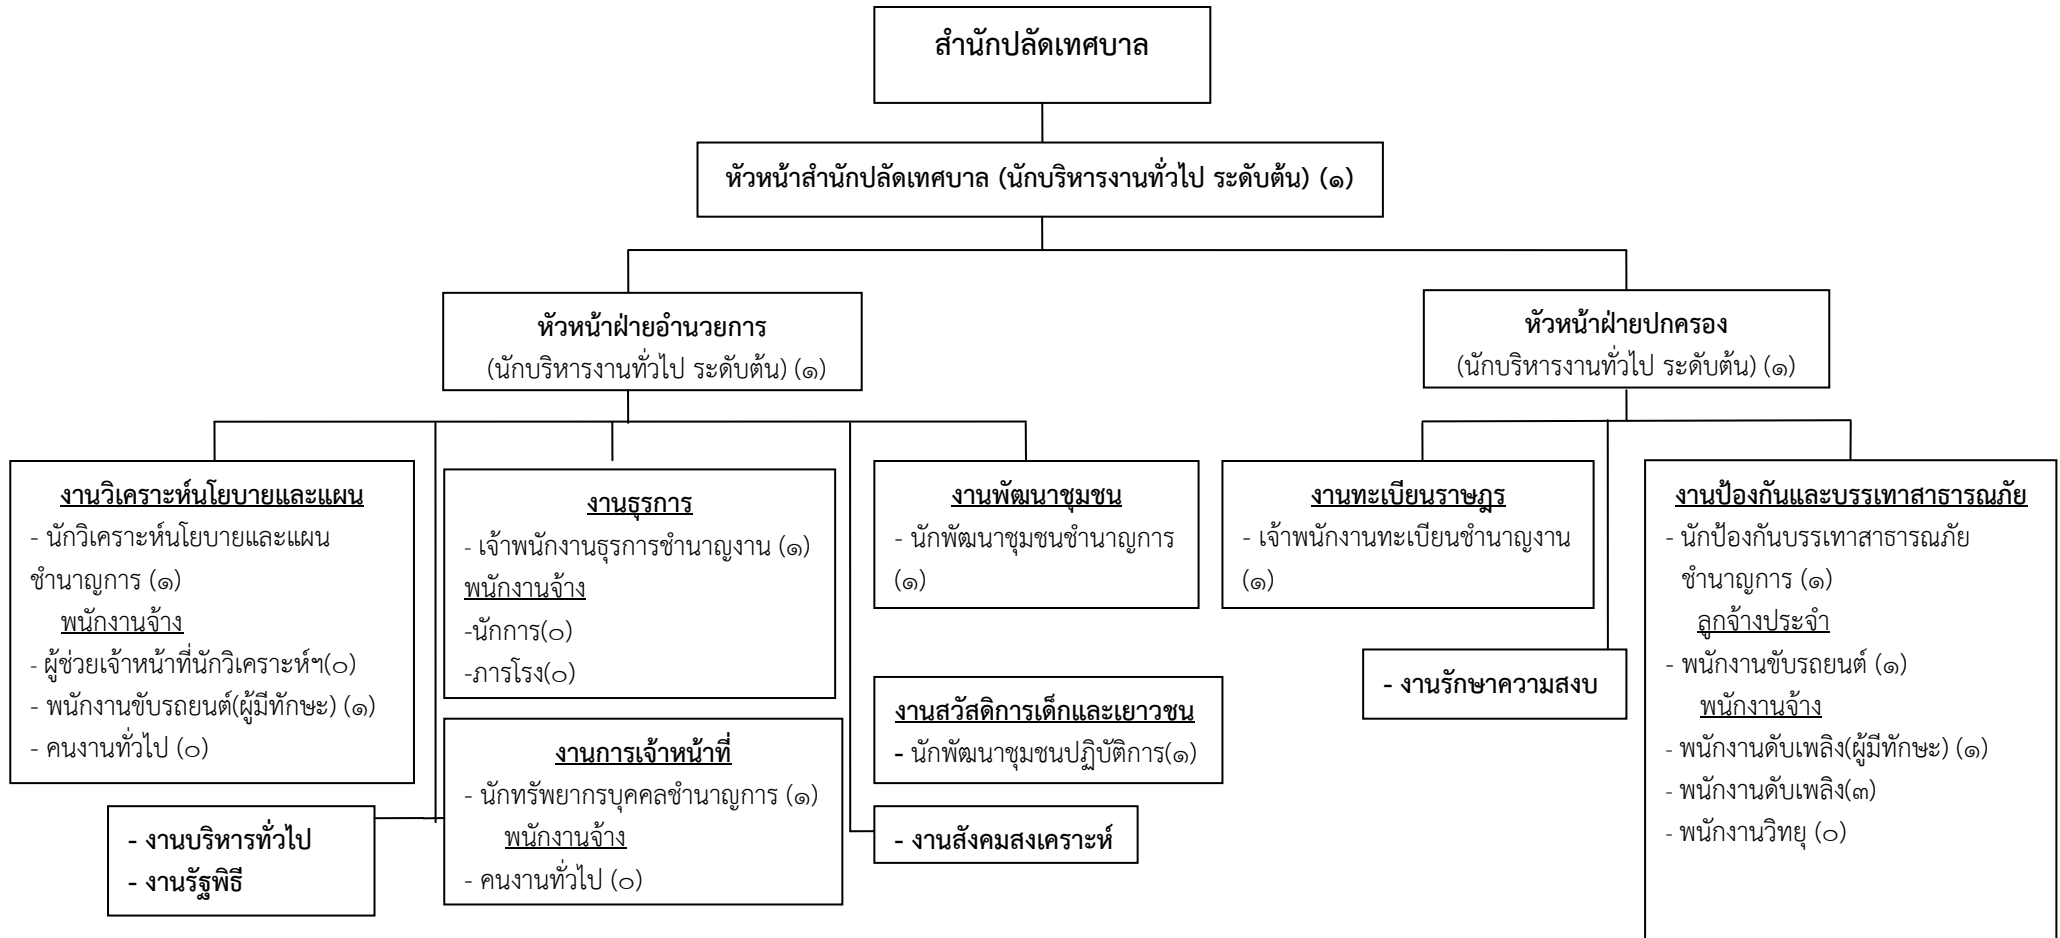 สำนักปลัดเทศบาล
หัวหน้าสำนักปลัดเทศบาล (นักบริหารงานทั่วไป ระดับต้น) (๑)
หัวหน้าฝ่ายอำนวยการ
(นักบริหารงานทั่วไป ระดับต้น) (๑)
หัวหน้าฝ่ายปกครอง
(นักบริหารงานทั่วไป ระดับต้น) (๑)
งานวิเคราะห์นโยบายและแผน
- นักวิเคราะห์นโยบายและแผน
ชำนาญการ (๑)
พนักงานจ้าง
- ผู้ช่วยเจ้าหน้าที่นักวิเคราะห์ฯ(๐)
- พนักงานขับรถยนต์(ผู้มีทักษะ) (๑)
- คนงานทั่วไป (๐)
- งานบริหารทั่วไป
- งานรัฐพิธี
งานธุรการ
- เจ้าพนักงานธุรการชำนาญงาน (๑)
พนักงานจ้าง
-นักการ(๐)
-ภารโรง(๐)
งานการเจ้าหน้าที่
- นักทรัพยากรบุคคลชำนาญการ (๑)
พนักงานจ้าง
- คนงานทั่วไป (๐)
งานพัฒนาชุมชน
- นักพัฒนาชุมชนชำนาญการ
(๑)
งานสวัสดิการเด็กและเยาวชน
- นักพัฒนาชุมชนปฏิบัติการ(๑)
- งานสังคมสงเคราะห์
งานทะเบียนราษฎร
- เจ้าพนักงานทะเบียนชำนาญงาน
(๑)
- งานรักษาความสงบ
งานป้องกันและบรรเทาสาธารณภัย
- นักป้องกันบรรเทาสาธารณภัย
ชำนาญการ (๑)
ลูกจ้างประจำ
- พนักงานขับรถยนต์ (๑)
พนักงานจ้าง
- พนักงานดับเพลิง(ผู้มีทักษะ) (๑)
- พนักงานดับเพลิง(๓)
- พนักงานวิทยุ (๐)